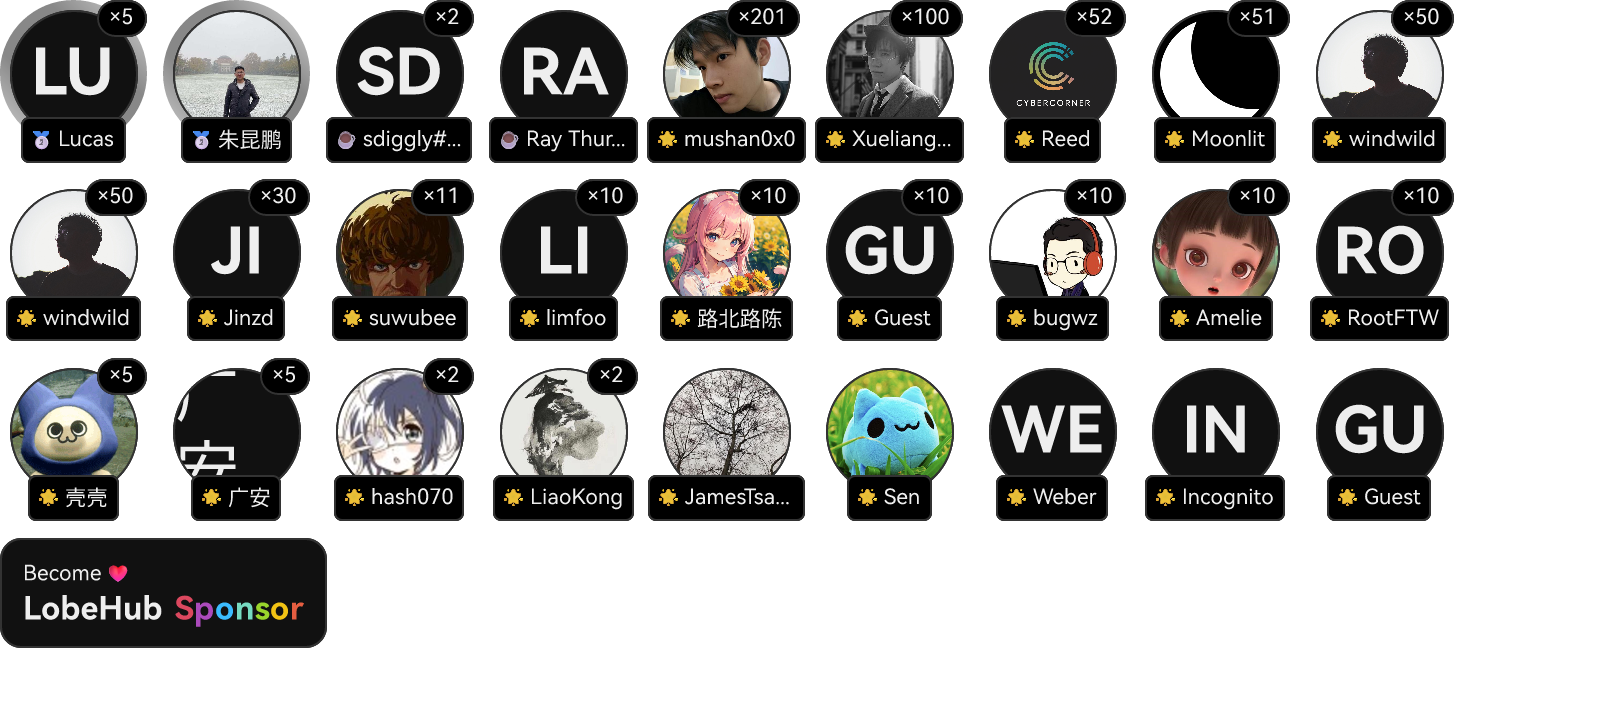 ×5
LU
Lucas
朱昆鹏
×2
SD
sdiggly#...
RA
Ray Thur...
×201
mushan0x0
×100
Xueliang...
×52
CYBERCORNER
Reed
×51
Moonlit
×50
windwild
×50
windwild
×30
JI
Jinzd
×11
suwubee
×10
LI
limfoo
×10
路北路陈
×10
GU
Guest
×10
bugwz
×10
Amelie
×10
RO
RootFTW
×5
壳壳
×5
广安
广安
×2
hash070
×2
LiaoKong
JamesTsa...
Sen
WE
Weber
IN
Incognito
GU
Guest
Become
LobeHub Sponsor